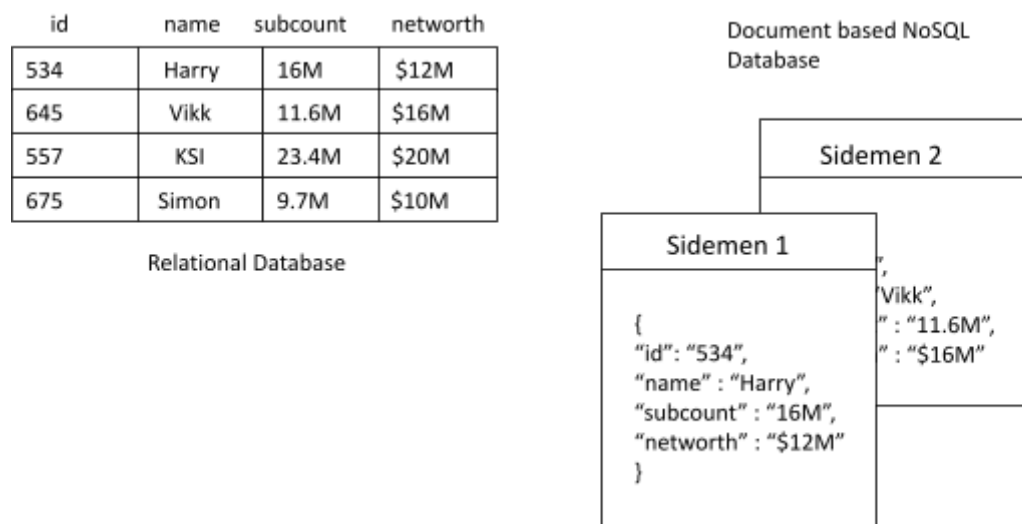 id name subcount networth
534 Harry 16M $12M
645 Vikk 11.6M $16M
557 KSI 23.4M $20M
675 Simon 9.7M $10M
Relational Database
Document based NoSQL
Database
Sidemen 2
”,
“Vikk”,
” : “11.6M”,
” : “$16M”
Sidemen 1
{
“id”: “534”,
“name” : “Harry”,
“subcount” : “16M”,
“networth” : “$12M”
}